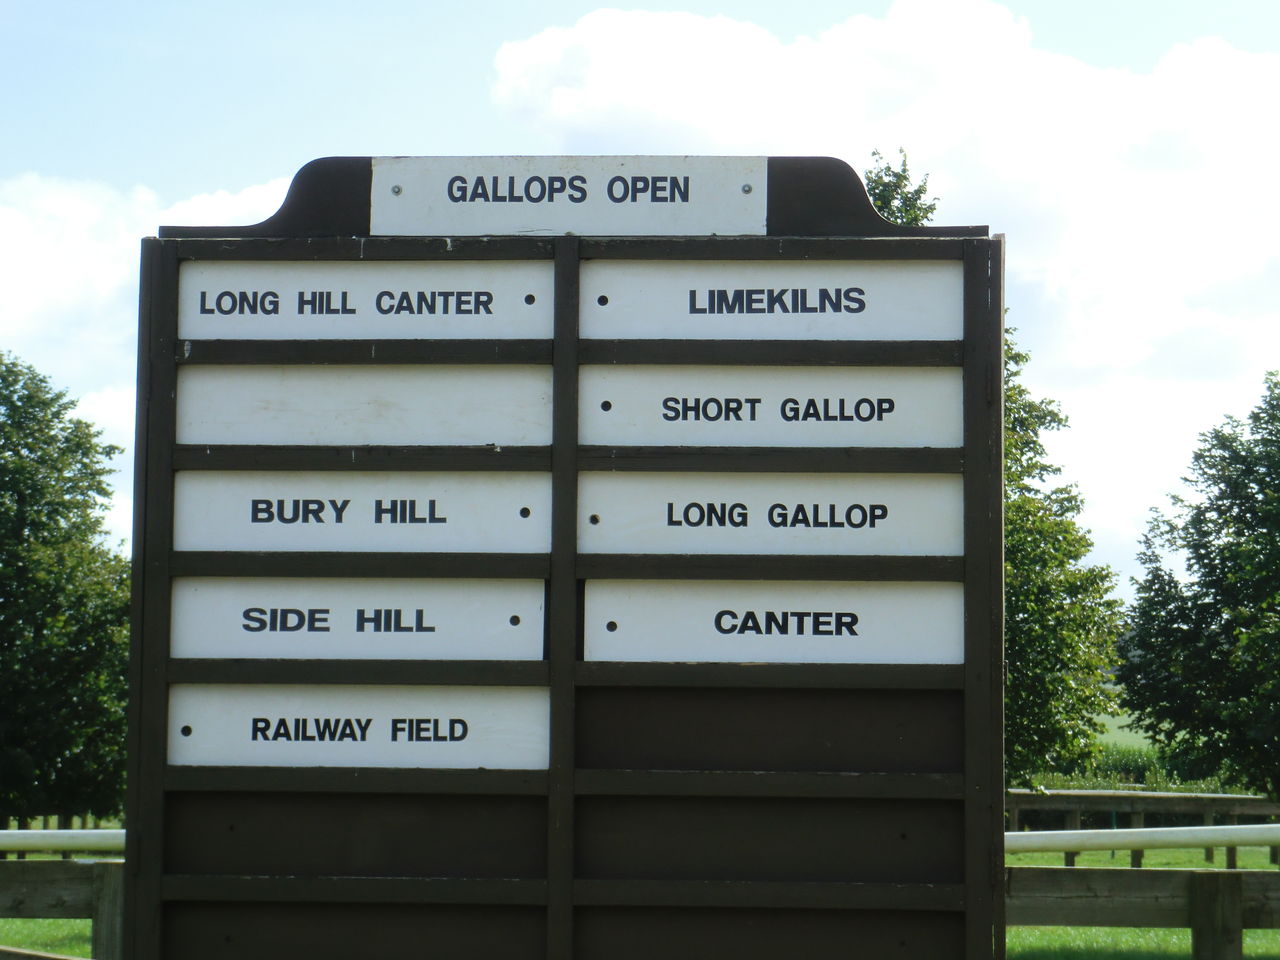 GALLOPS OPEN
LONG HILL CANTER
LIMEKILNS
SHORT GALLOP
BURY HILL
LONG GALLOP
SIDE HILL
CANTER
RAILWAY FIELD